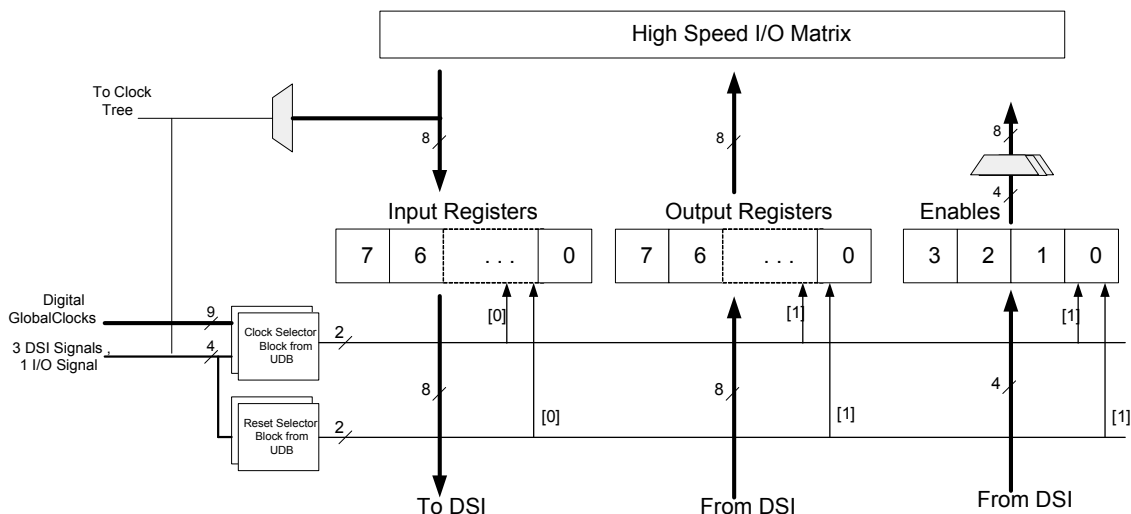 High Speed I/O Matrix
To Clock
Tree
8
8
8
4
Input Registers
Output Registers
Enables
7 6 . . . 0
7 6 . . . 0
3 2 1 0
Digital
GlobalClocks
9
[0]
[1]
[1]
3 DSI Signals ,
1 I/O Signal
4
Clock Selector
Block from
UDB
2
8
8
4
Reset Selector
Block from
UDB
2
[0]
[1]
[1]
To DSI
From DSI
From DSI